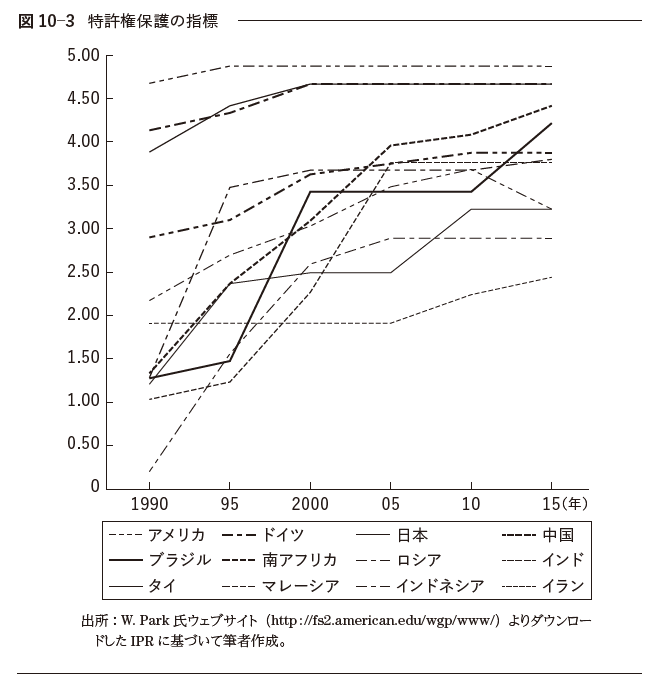 図10-3 特許権保護の指標
5.00
4.50
4.00
3.50
3.00
2.50
2.00
1.50
1.00
0.50
0
1990 95 2000 05 10 15(年)
アメリカ ドイツ 日本 中国
ブラジル 南アフリカ ロシア インド
タイ マレーシア インドネシア イラン
出所：W. Park 氏ウェブサイト（http://fs2.american.edu/wgp/www/）よりダウンロー
ドした IPR に基づいて筆者作成。